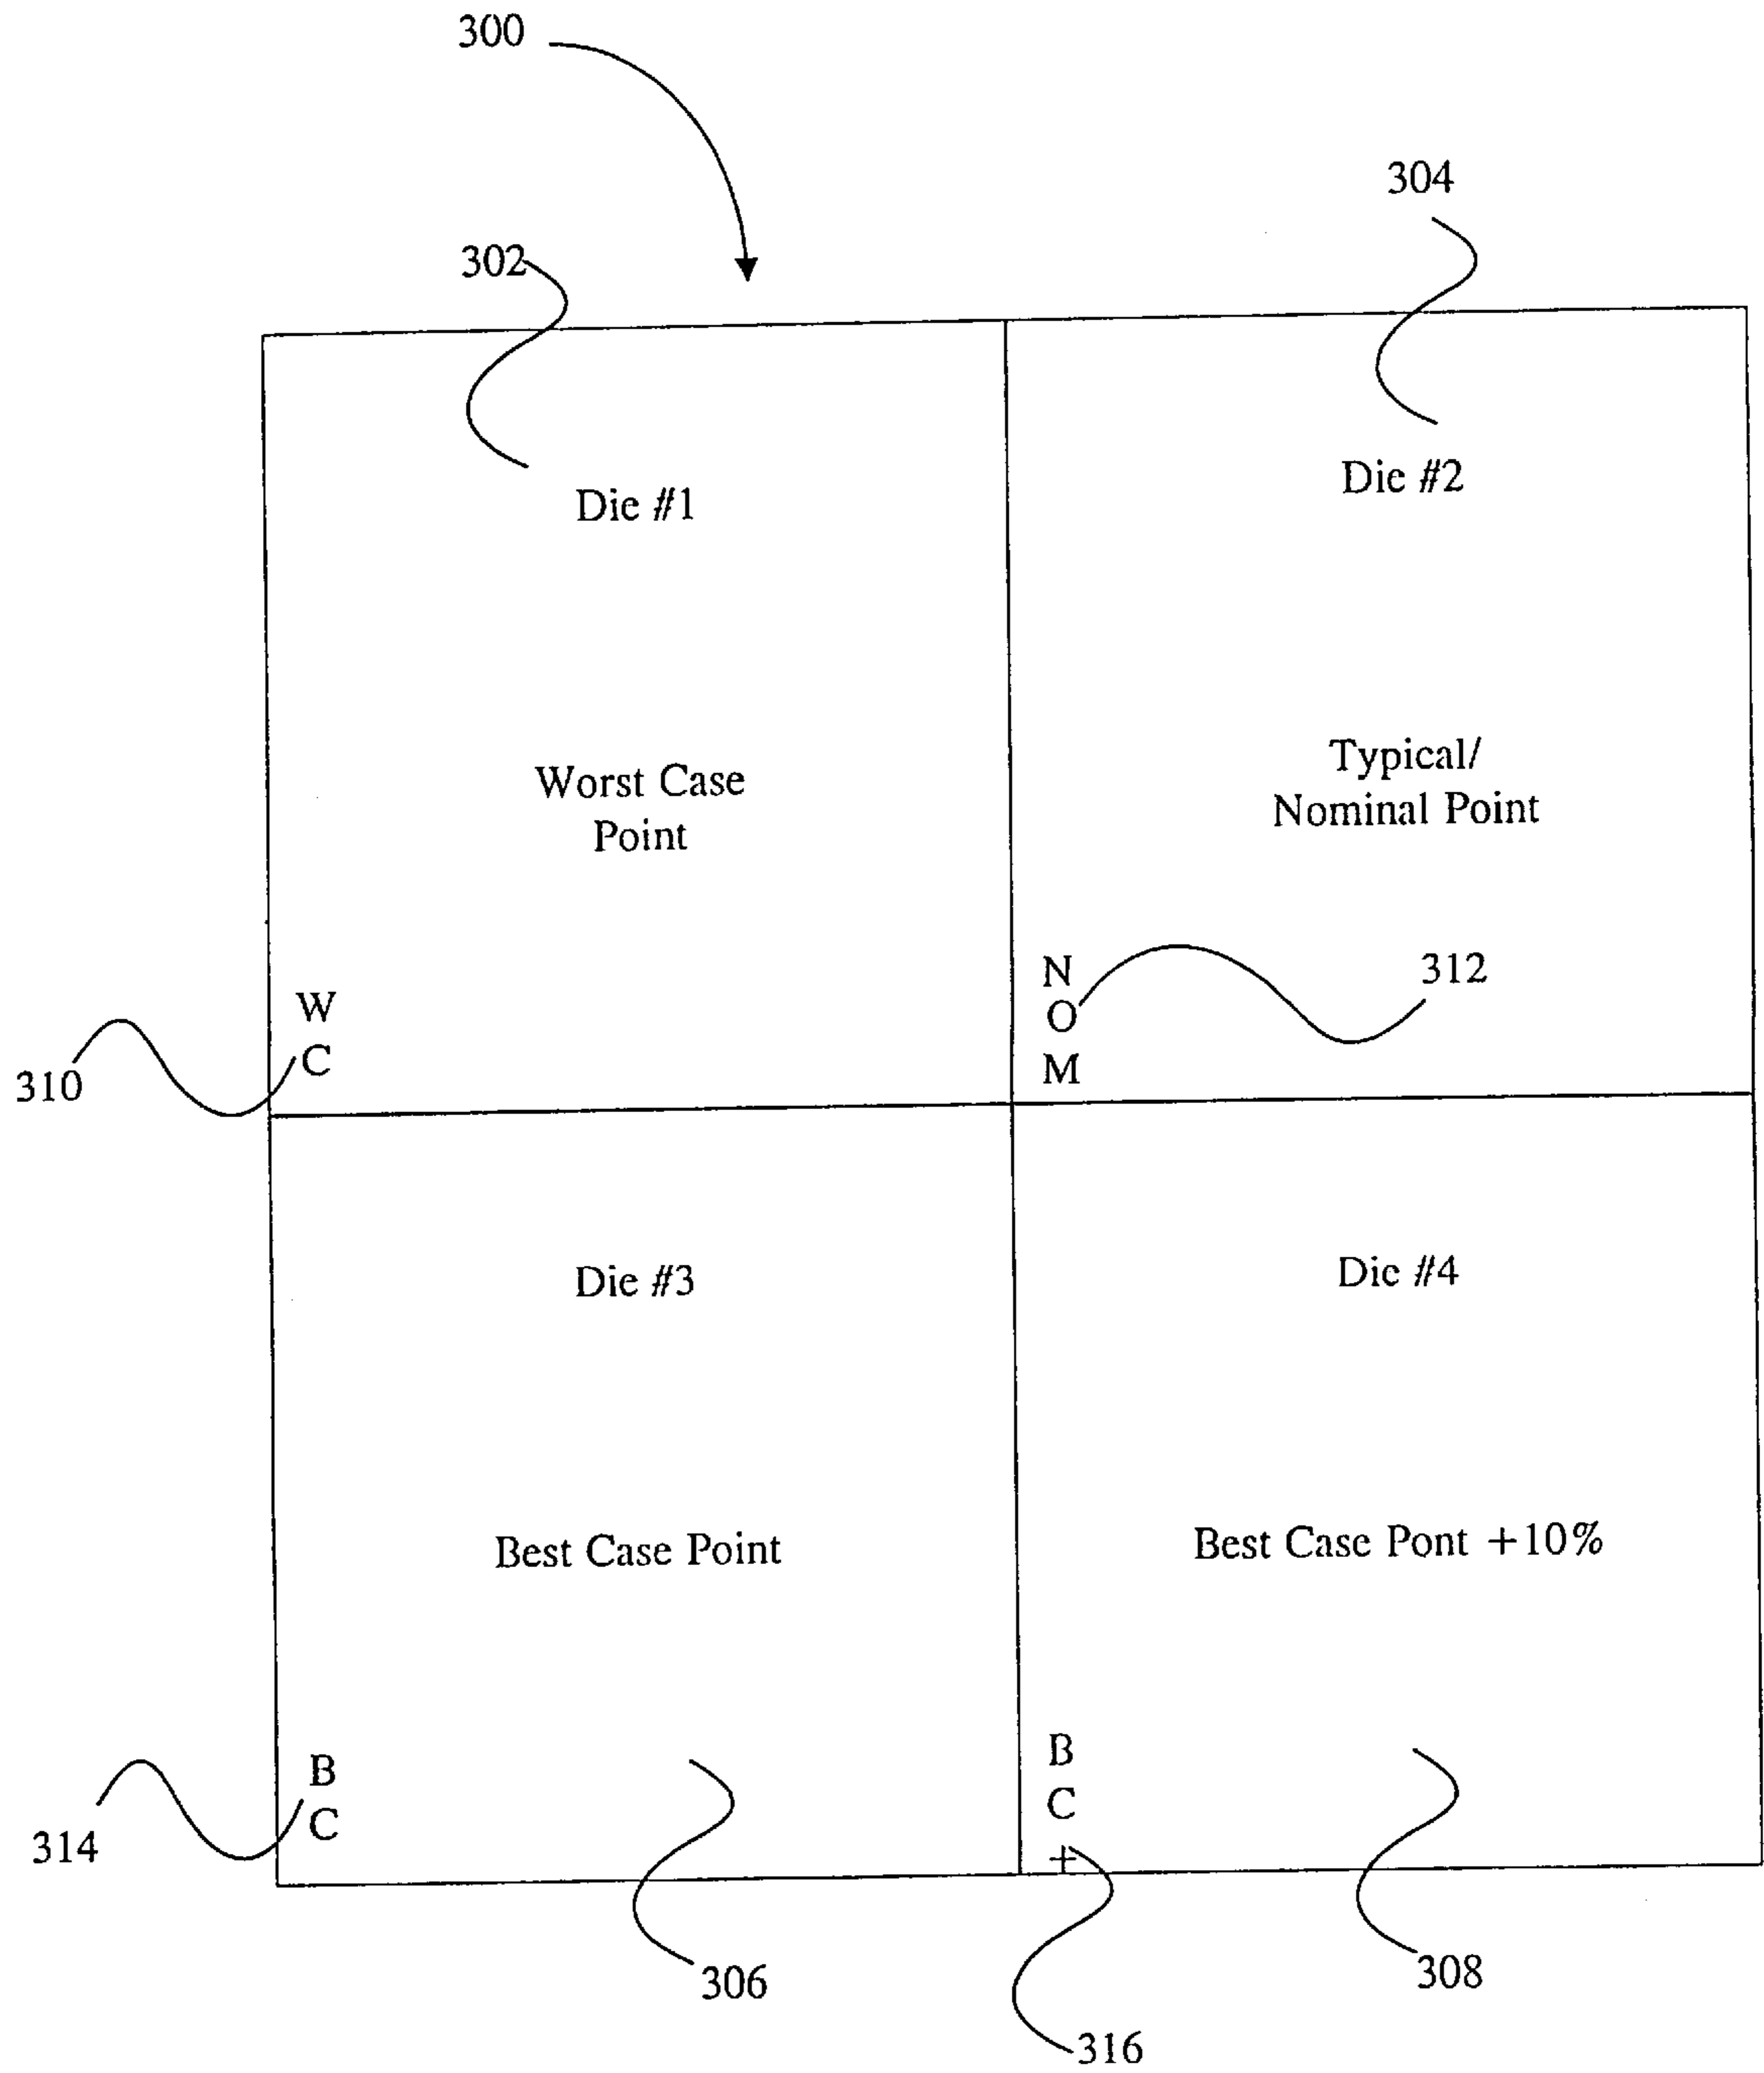 300
304
302
Die #1
Die #2
Worst Case
Point
Typical/
Nominal Point
W
C
310
N
O
M
312
Die #3
Die #4
Best Case Point
Best Case Pont +10%
B
C
314
B
C
+
306
308
316